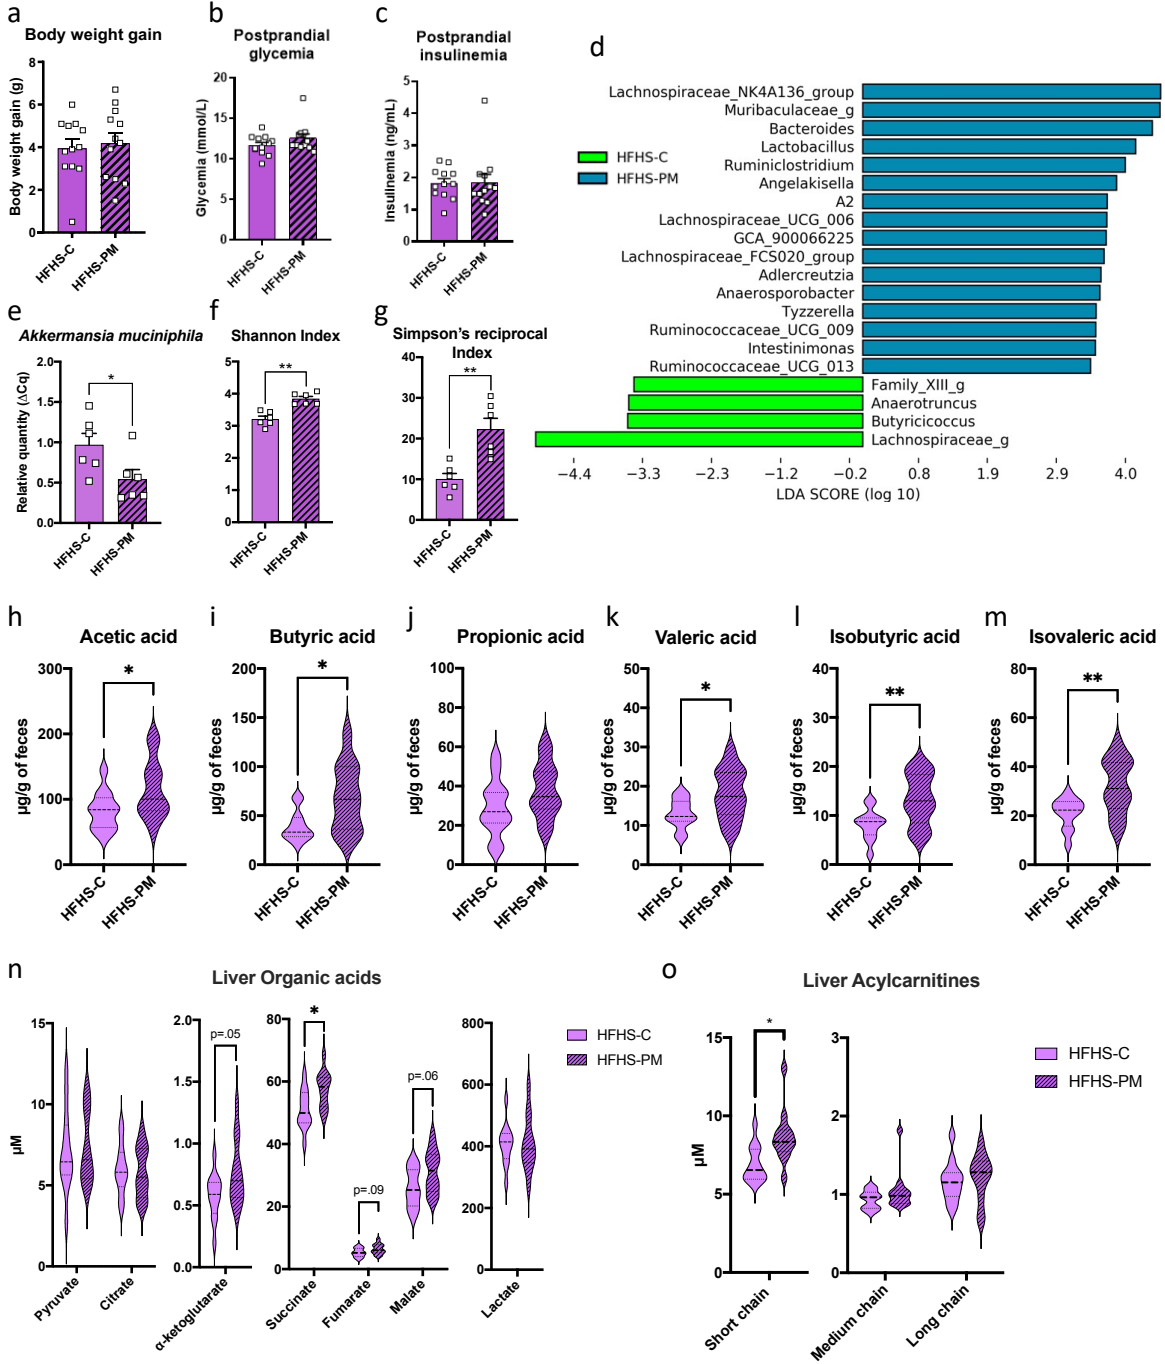 a
Body weight gain
Body weight gain (g)
8
6
4
2
0
HFHS-C
HFHS-PM
b
Postprandial
glycemia
Glycemia (mmol/L)
20
15
10
5
0
HFHS-C
HFHS-PM
c
Postprandial
insulinemia
Insulinemia (ng/mL)
5
4
3
2
1
0
HFHS-C
HFHS-PM
d
HFHS-C
HFHS-PM
Lachnospiraceae_NK4A136_group
Muribaculaceae_g
Bacteroides
Lactobacillus
Ruminiclostridium
Angelakisella
A2
Lachnospiraceae_UCG_006
GCA_900066225
Lachnospiraceae_FCS020_group
Adlercreutzia
Anaerosporobacter
Tyzzerella
Ruminococcaceae_UCG_009
Intestinimonas
Ruminococcaceae_UCG_013
Family_XIII_g
Anaerotruncus
Butyricicoccus
Lachnospiraceae_g
−4.4 −3.3 −2.3 −1.2 −0.2 0.8 1.9 2.9 4.0
LDA SCORE (log 10)
e
Akkermansia muciniphila
Relative quantity (ΔCq)
2.0
1.5
1.0
0.5
0.0
*
HFHS-C
HFHS-PM
f
Shannon Index
5
4
3
2
1
0
**
HFHS-C
HFHS-PM
g
Simpson's reciprocal
Index
40
30
20
10
0
**
HFHS-C
HFHS-PM
h
Acetic acid
µg/g of feces
300
200
100
0
*
HFHS-C
HFHS-PM
i
Butyric acid
µg/g of feces
200
150
100
50
0
*
HFHS-C
HFHS-PM
j
Propionic acid
µg/g of feces
100
80
60
40
20
0
HFHS-C
HFHS-PM
k
Valeric acid
µg/g of feces
50
40
30
20
10
0
*
HFHS-C
HFHS-PM
l
Isobutyric acid
µg/g of feces
40
30
20
10
0
**
HFHS-C
HFHS-PM
m
Isovaleric acid
µg/g of feces
80
60
40
20
0
**
HFHS-C
HFHS-PM
n
Liver Organic acids
µM
15
10
5
0
Pyruvate
Citrate
2.0
1.5
1.0
0.5
0.0
p=.05
α-ketoglutarate
80
60
40
20
0
*
p=.09
p=.06
Succinate
Fumarate
Malate
800
600
400
200
0
Lactate
HFHS-C
HFHS-PM
o
Liver Acylcarnitines
µM
15
10
5
0
*
Short chain
3
2
1
0
Medium chain
Long chain
HFHS-C
HFHS-PM